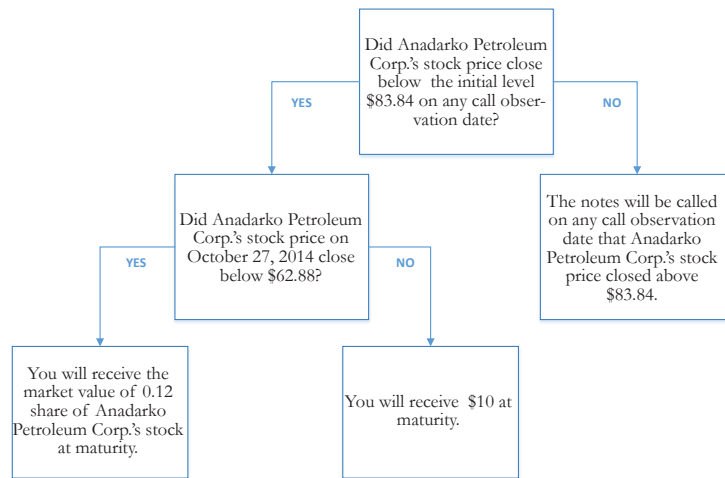 Did Anadarko Petroleum
Corp.'s stock price close
below the initial level
$83.84 on any call obser-
vation date?
YES
NO
Did Anadarko Petroleum
Corp.'s stock price on
October 27, 2014 close
below $62.88?
The notes will be called
on any call observation
date that Anadarko
Petroleum Corp.'s stock
price closed above
$83.84.
YES
NO
You will receive the
market value of 0.12
share of Anadarko
Petroleum Corp.'s stock
at maturity.
You will receive $10 at
maturity.